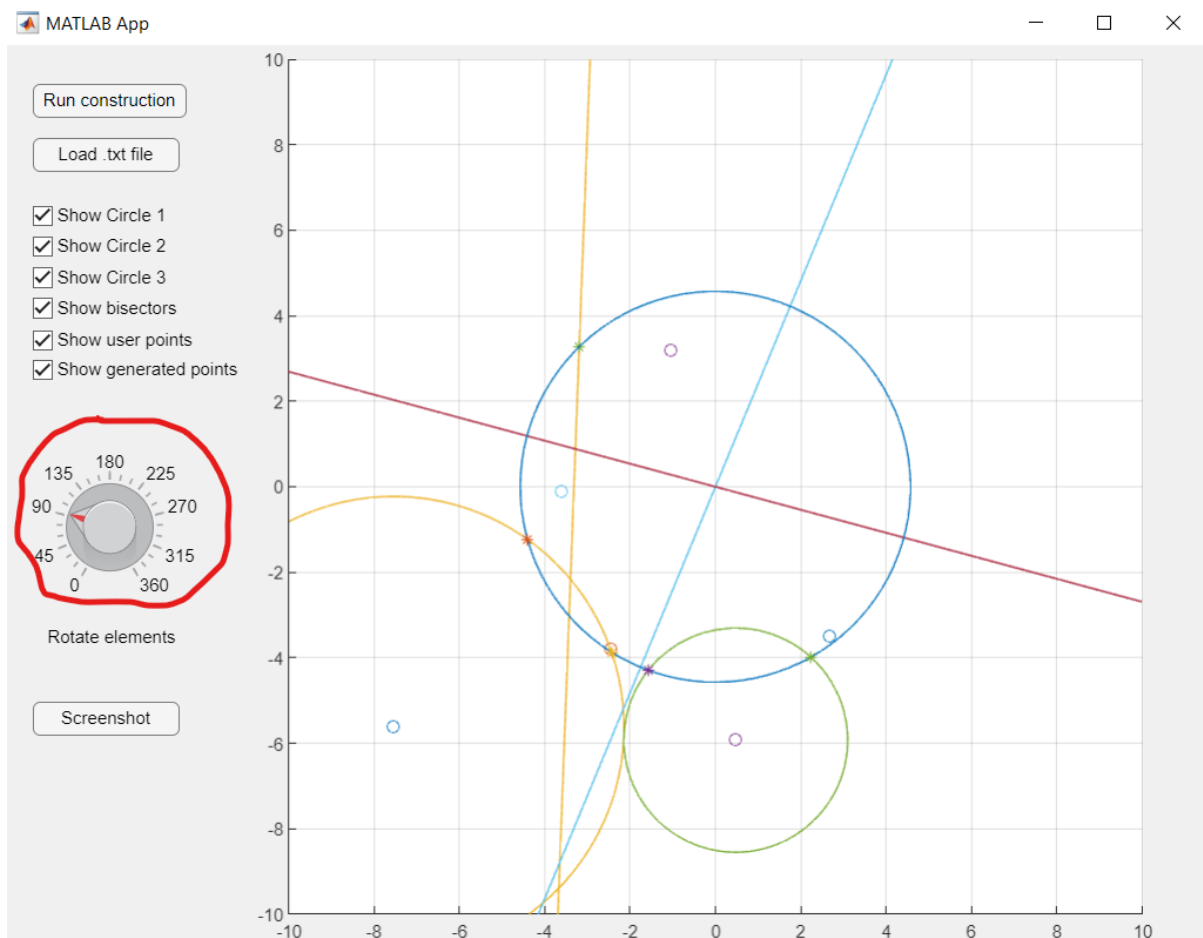 MATLAB App
Run construction
Load .txt file
Show Circle 1
Show Circle 2
Show Circle 3
Show bisectors
Show user points
Show generated points
180
135 225
90 270
45 315
0 360
Rotate elements
Screenshot
10
8
6
4
2
0
-2
-4
-6
-8
-10
-10 -8 -6 -4 -2 0 2 4 6 8 10